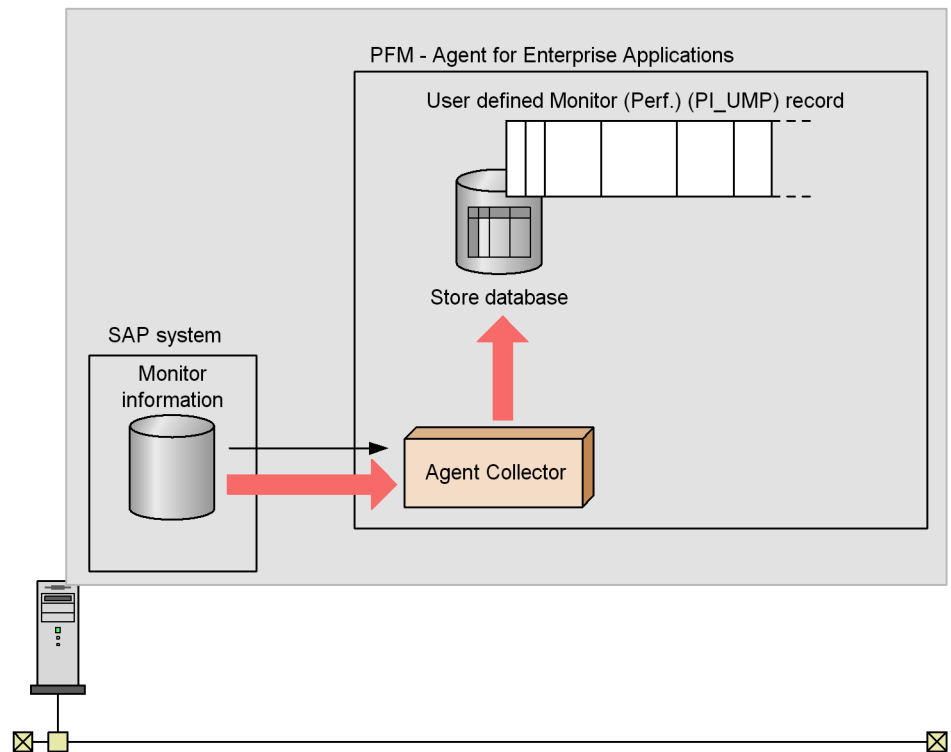 PFM - Agent for Enterprise Applications
User defined Monitor (Perf.) (PI_UMP) record
Store database
SAP system
Monitor
information
Agent Collector